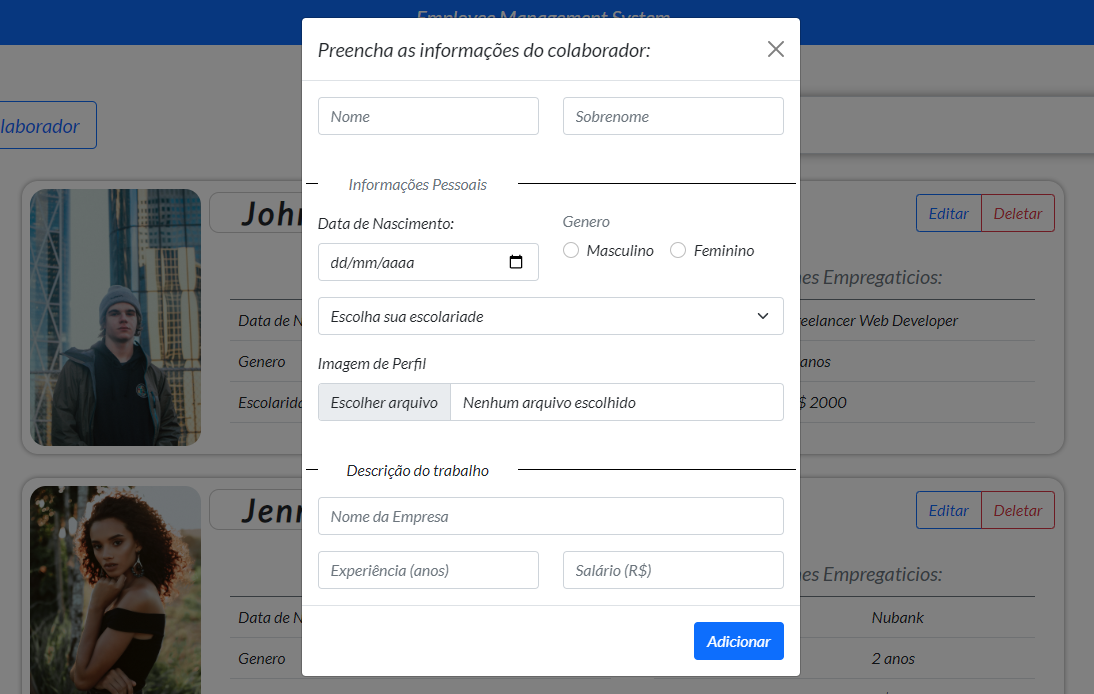 Employee Management System
Preencha as informações do colaborador:
Nome
Sobrenome
Informações Pessoais
Data de Nascimento:
Genero
dd/mm/aaaa
Masculino
Feminino
Escolha sua escolariade
Imagem de Perfil
Escolher arquivo
Nenhum arquivo escolhido
Descrição do trabalho
Nome da Empresa
Experiência (anos)
Salário (R$)
Adicionar
laborador
John
Editar
Deletar
es Empregaticios:
Data de N
reelancer Web Developer
Genero
anos
Escolarida
$ 2000
Jenn
Editar
Deletar
es Empregaticios:
Data de N
Nubank
Genero
2 anos